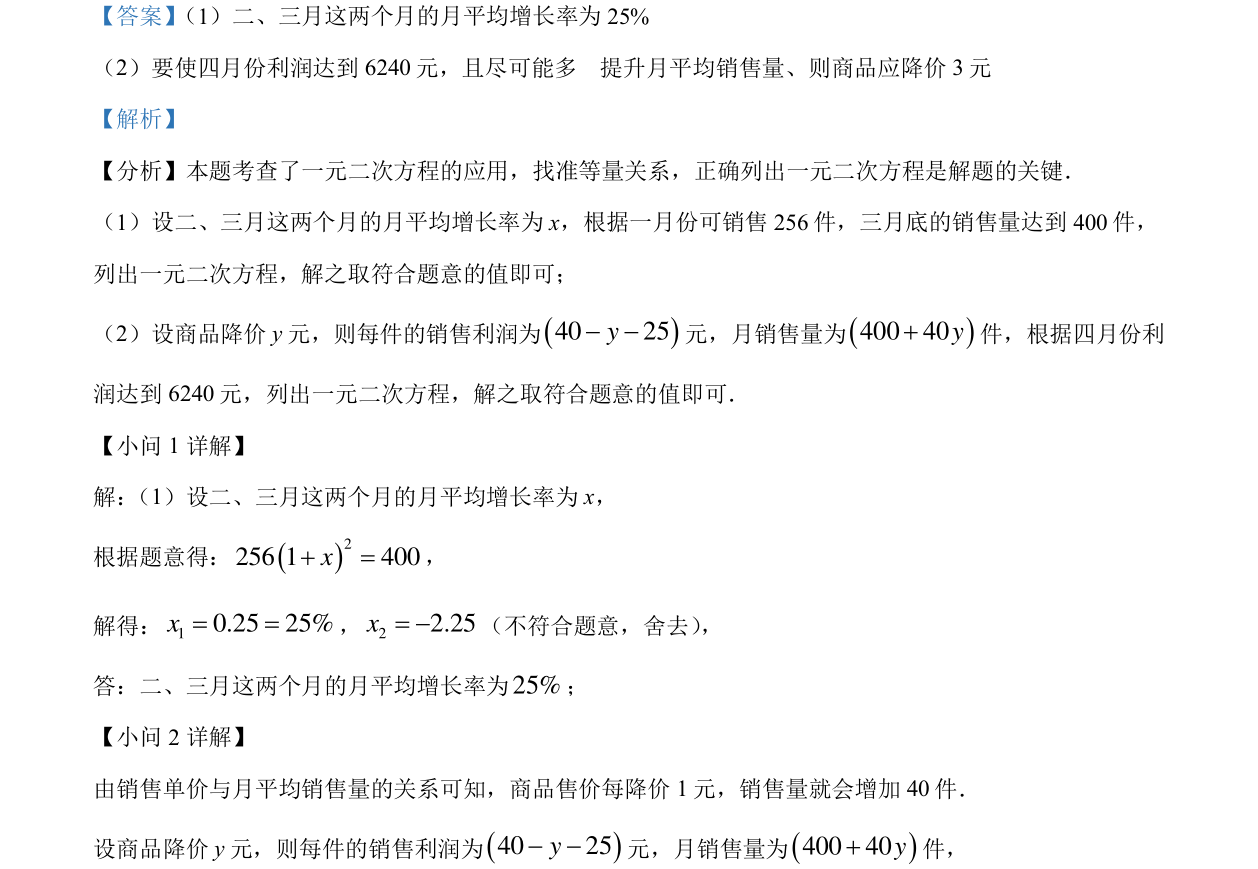 【答案】（1）二、三月这两个月的月平均增长率为 25%
（2）要使四月份利润达到 6240 元，且尽可能多 提升月平均销售量、则商品应降价 3 元
【解析】
【分析】本题考查了一元二次方程的应用，找准等量关系，正确列出一元二次方程是解题的关键．
（1）设二、三月这两个月的月平均增长率为 x，根据一月份可销售 256 件，三月底的销售量达到 400 件，
列出一元二次方程，解之取符合题意的值即可；
（2）设商品降价 y 元，则每件的销售利润为(40－y－25)元，月销售量为(400＋40y)件，根据四月份利
润达到 6240 元，列出一元二次方程，解之取符合题意的值即可．
【小问 1 详解】
解：（1）设二、三月这两个月的月平均增长率为 x，
根据题意得：256(1+x)²=400，
解得：x₁=0.25=25%，x₂=−2.25（不符合题意，舍去），
答：二、三月这两个月的月平均增长率为25%；
【小问 2 详解】
由销售单价与月平均销售量的关系可知，商品售价每降价 1 元，销售量就会增加 40 件．
设商品降价 y 元，则每件的销售利润为(40－y－25)元，月销售量为(400＋40y)件，